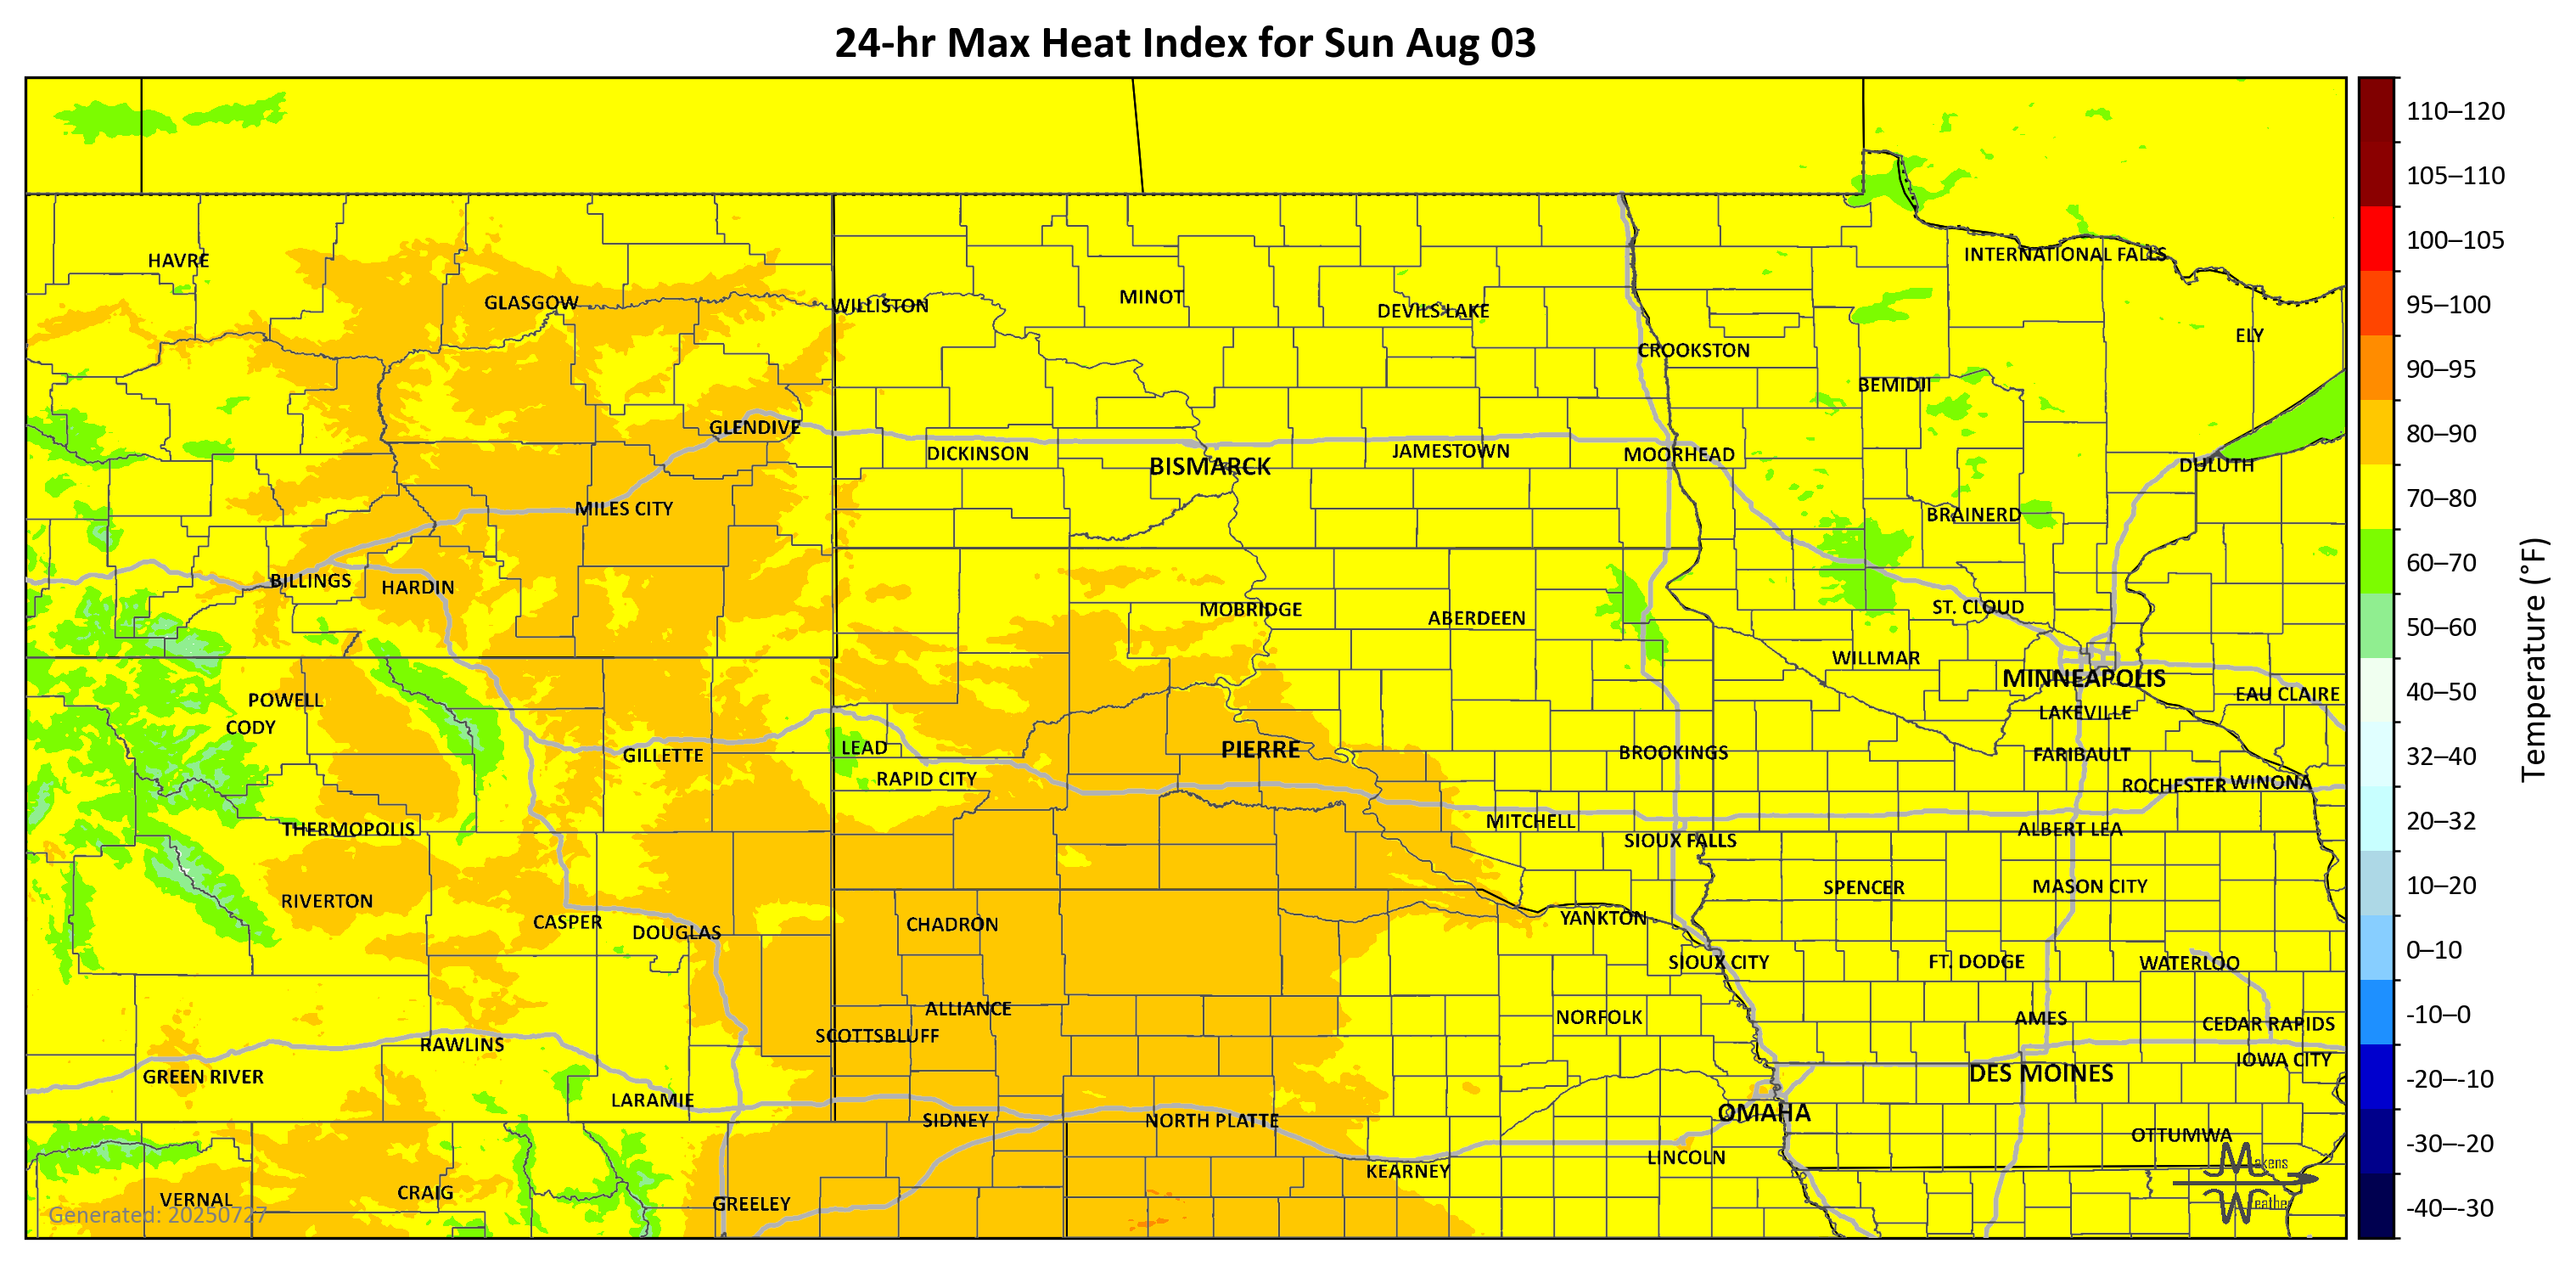 24-hr Max Heat Index for Sun Aug 03
110–120
105–110
100–105
95–100
90–95
80–90
70–80
60–70
50–60
40–50
32–40
20–32
10–20
0–10
-10–0
-20–-10
-30–-20
-40–-30
Temperature (°F)
HAVRE
GLASGOW
WILLISTON
MINOT
DEVILS LAKE
INTERNATIONAL FALLS
ELY
CROOKSTON
BEMIDJI
GLENDIVE
DICKINSON
BISMARCK
JAMESTOWN
MOORHEAD
DULUTH
MILES CITY
BRAINERD
BILLINGS
HARDIN
MOBRIDGE
ABERDEEN
ST. CLOUD
WILLMAR
MINNEAPOLIS
EAU CLAIRE
POWELL
CODY
LAKEVILLE
GILLETTE
LEAD
PIERRE
BROOKINGS
FARIBAULT
RAPID CITY
ROCHESTER
WINONA
THERMOPOLIS
MITCHELL
SIOUX FALLS
ALBERT LEA
RIVERTON
SPENCER
MASON CITY
CASPER
DOUGLAS
CHADRON
YANKTON
SIOUX CITY
FT. DODGE
WATERLOO
ALLIANCE
SCOTTSBLUFF
NORFOLK
AMES
CEDAR RAPIDS
RAWLINS
IOWA CITY
GREEN RIVER
DES MOINES
LARAMIE
SIDNEY
NORTH PLATTE
OMAHA
OTTUMWA
KEARNEY
LINCOLN
VERNAL
CRAIG
GREELEY
Generated: 20250727
Makens
Weather